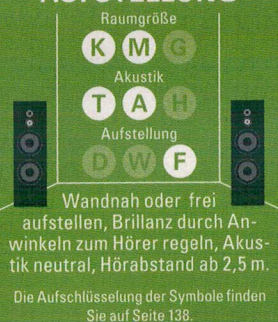 Raumgröße
K M G
Akustik
T A H
Aufstellung
D W F
Wandnah oder frei
aufstellen, Brillanz durch An-
winkeln zum Hörer regeln, Akus-
tik neutral, Hörabstand ab 2,5 m.
Die Aufschlüsselung der Symbole finden
Sie auf Seite 138.